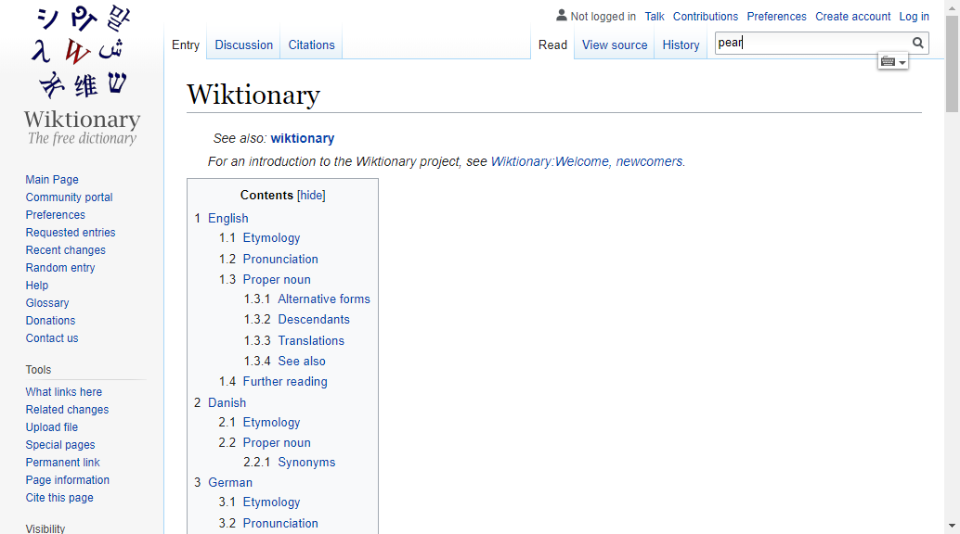 シ ማ 말
λ W ش
维 ש
Wiktionary
The free dictionary
Main Page
Community portal
Preferences
Requested entries
Recent changes
Random entry
Help
Glossary
Donations
Contact us
Tools
What links here
Related changes
Upload file
Special pages
Permanent link
Page information
Cite this page
Visibility
Not logged in Talk Contributions Preferences Create account Log in
Entry Discussion Citations Read View source History pear
Wiktionary
See also: wiktionary
For an introduction to the Wiktionary project, see Wiktionary:Welcome, newcomers.
Contents [hide]
1 English
1.1 Etymology
1.2 Pronunciation
1.3 Proper noun
1.3.1 Alternative forms
1.3.2 Descendants
1.3.3 Translations
1.3.4 See also
1.4 Further reading
2 Danish
2.1 Etymology
2.2 Proper noun
2.2.1 Synonyms
3 German
3.1 Etymology
3.2 Pronunciation